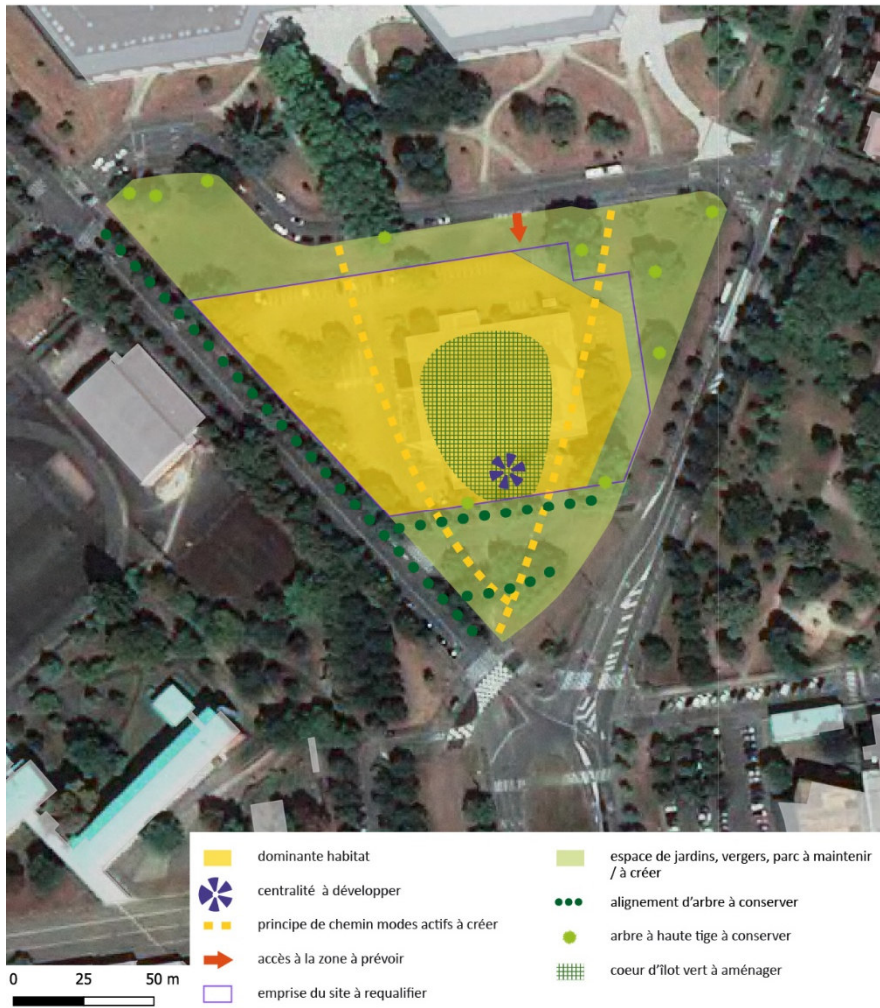 dominante habitat
centralité à développer
principe de chemin modes actifs à créer
accès à la zone à prévoir
emprise du site à requalifier
espace de jardins, vergers, parc à maintenir
/ à créer
alignement d'arbre à conserver
arbre à haute tige à conserver
coeur d'îlot vert à aménager
0 25 50 m